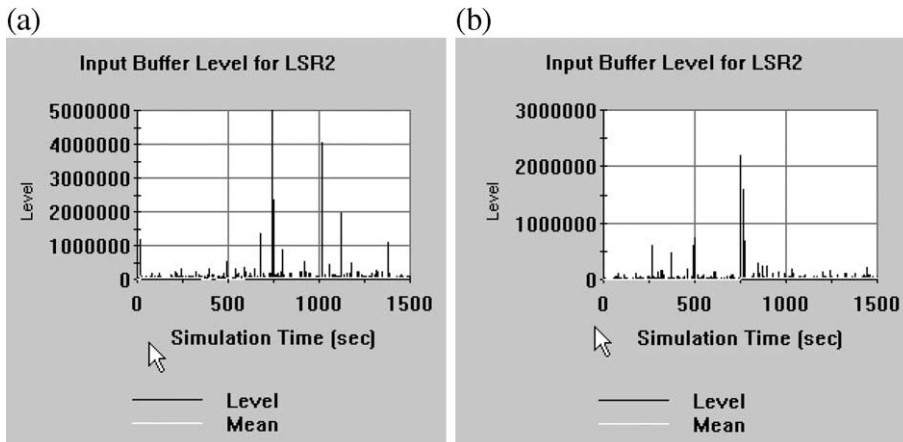 (a)
Input Buffer Level for LSR2
5000000
4000000
3000000
2000000
1000000
0
Level
0 500 1000 1500
Simulation Time (sec)
Level
Mean
(b)
Input Buffer Level for LSR2
3000000
2000000
1000000
0
Level
0 500 1000 1500
Simulation Time (sec)
Level
Mean